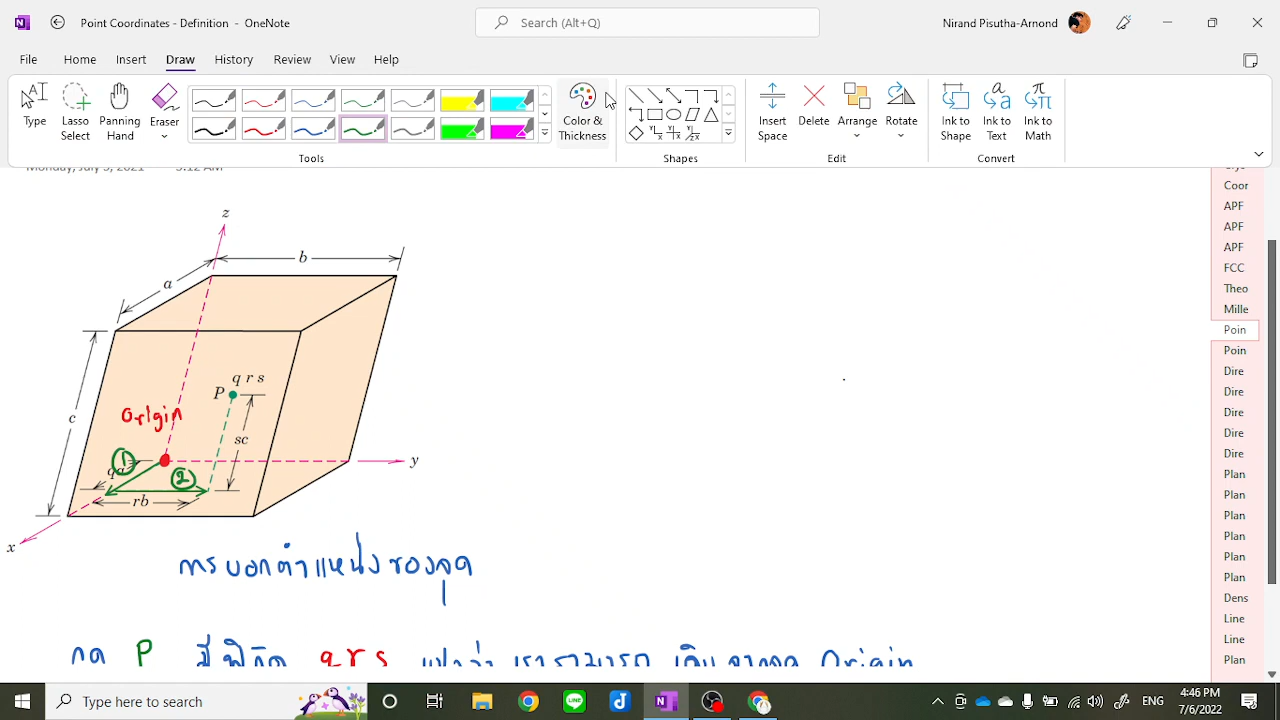 Point Coordinates - Definition - OneNote
Search (Alt+Q)
Nirand Pisutha-Arnond
File Home Insert Draw History Review View Help
Type
Lasso Select
Panning Hand
Eraser
Color & Thickness
Insert Space
Delete
Arrange
Rotate
Ink to Shape
Ink to Text
Ink to Math
Tools
Shapes
Edit
Convert
z
b
a
q r s
P
c
Origin
sc
1
2
y
rb
x
การบอกตำแหน่งของจุด
P
q r s
Origin
Coor
APF
APF
APF
FCC
Theo
Mille
Poin
Poin
Dire
Dire
Dire
Dire
Dire
Plan
Plan
Plan
Plan
Plan
Plan
Dens
Line
Line
Plan
Type here to search
ENG
4:46 PM
7/6/2022